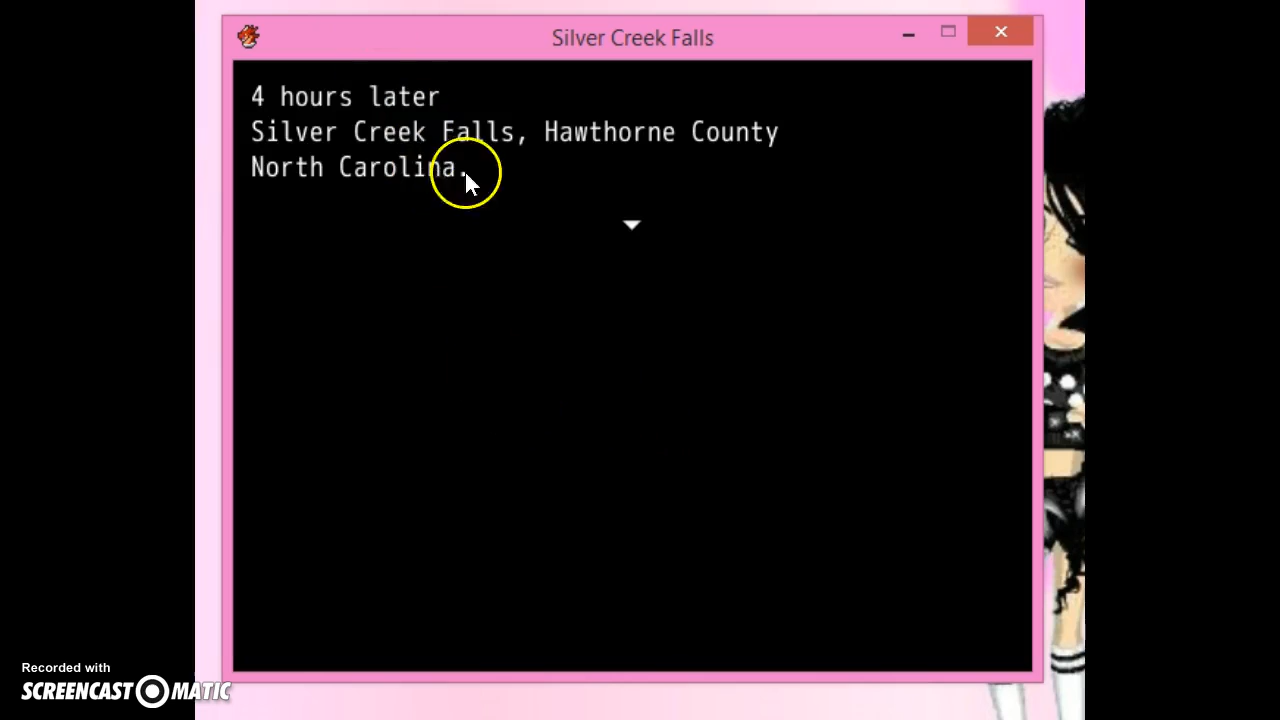 Silver Creek Falls
4 hours later
Silver Creek Falls, Hawthorne County
North Carolina.
Recorded with
SCREENCAST MATIC